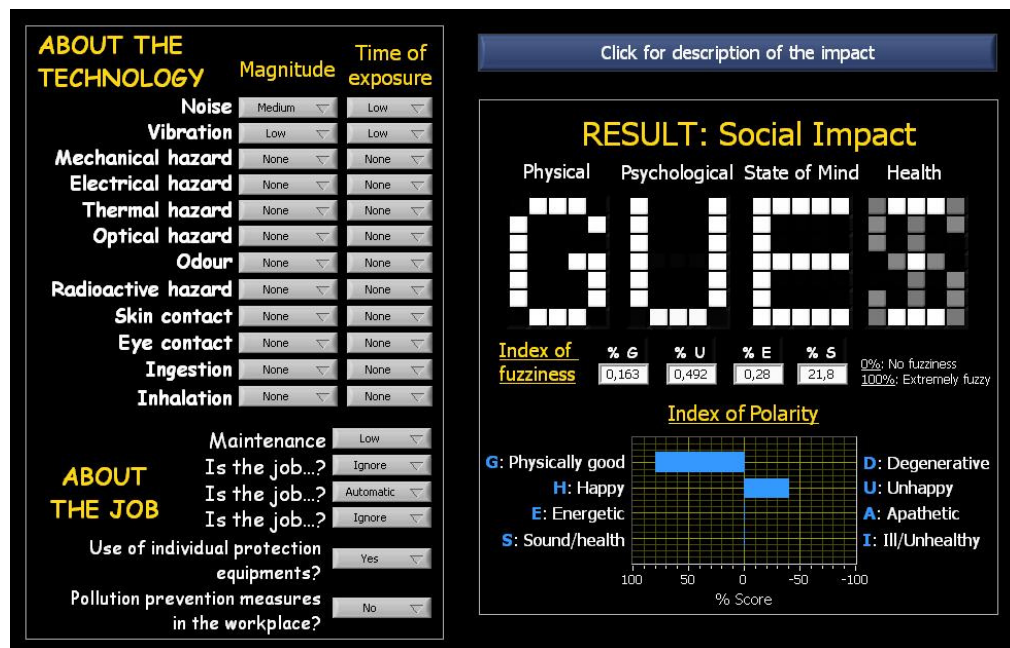 ABOUT THE
TECHNOLOGY
Magnitude
Time of
exposure
Noise Medium Low
Vibration Low Low
Mechanical hazard None None
Electrical hazard None None
Thermal hazard None None
Optical hazard None None
Odour None None
Radioactive hazard None None
Skin contact None None
Eye contact None None
Ingestion None None
Inhalation None None
ABOUT
THE JOB
Maintenance Low
Is the job...? Ignore
Is the job...? Automatic
Is the job...? Ignore
Use of individual protection
equipments? Yes
Pollution prevention measures
in the workplace? No
Click for description of the impact
RESULT: Social Impact
Physical Psychological State of Mind Health
G U E S
Index of
fuzziness
% G % U % E % S
0,163 0,492 0,28 21,8
0%: No fuzziness
100%: Extremely fuzzy
Index of Polarity
G: Physically good D: Degenerative
H: Happy U: Unhappy
E: Energetic A: Apathetic
S: Sound/health I: Ill/Unhealthy
100 50 0 -50 -100
% Score